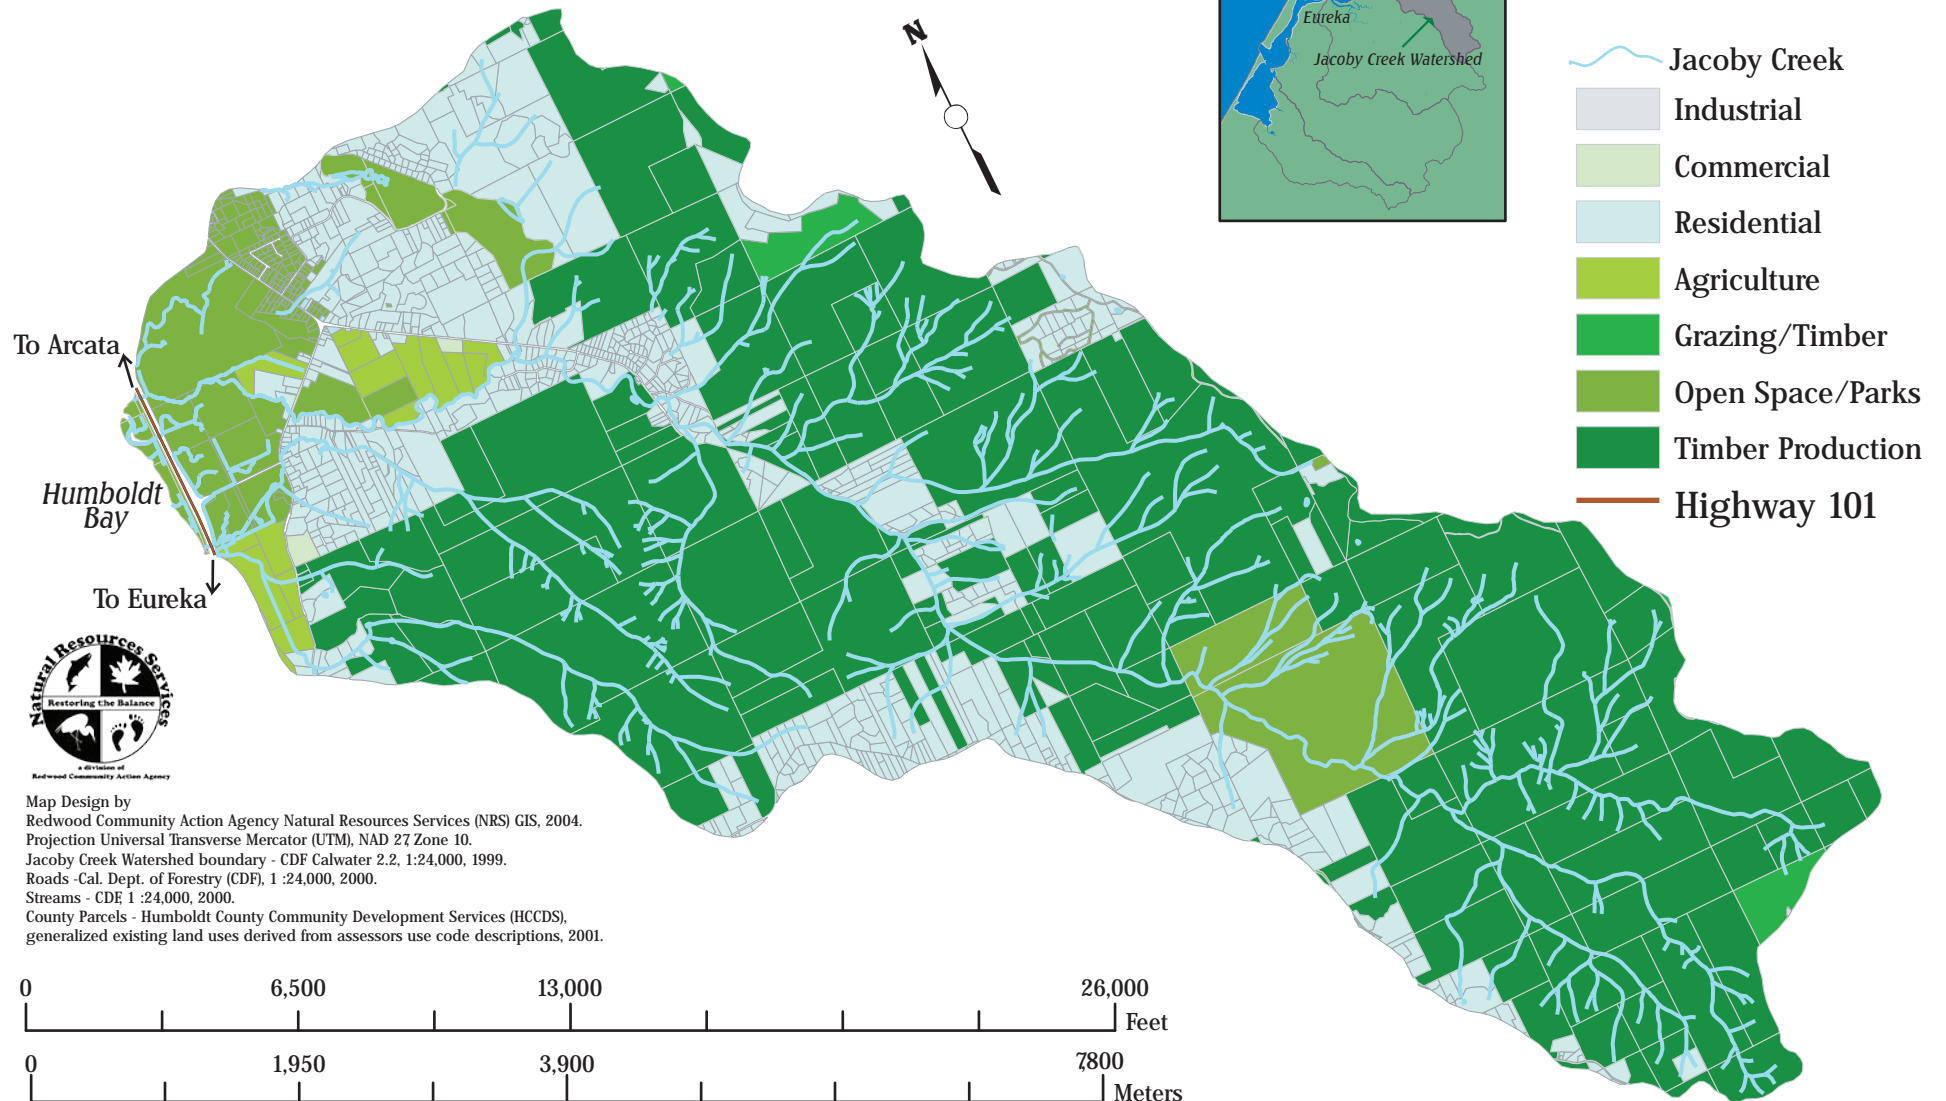 N
Eureka
Jacoby Creek Watershed
Jacoby Creek
Industrial
Commercial
Residential
Agriculture
Grazing/Timber
Open Space/Parks
Timber Production
Highway 101
To Arcata
Humboldt
Bay
To Eureka
Natural Resources Services
Restoring the Balance
a division of
Redwood Community Action Agency
Map Design by
Redwood Community Action Agency Natural Resources Services (NRS) GIS, 2004.
Projection Universal Transverse Mercator (UTM), NAD 27, Zone 10.
Jacoby Creek Watershed boundary - CDF Calwater 2.2, 1:24,000, 1999.
Roads -Cal. Dept. of Forestry (CDF), 1 :24,000, 2000.
Streams - CDF, 1 :24,000, 2000.
County Parcels - Humboldt County Community Development Services (HCCDS),
generalized existing land uses derived from assessors use code descriptions, 2001.
0 6,500 13,000 26,000
Feet
0 1,950 3,900 7,800
Meters